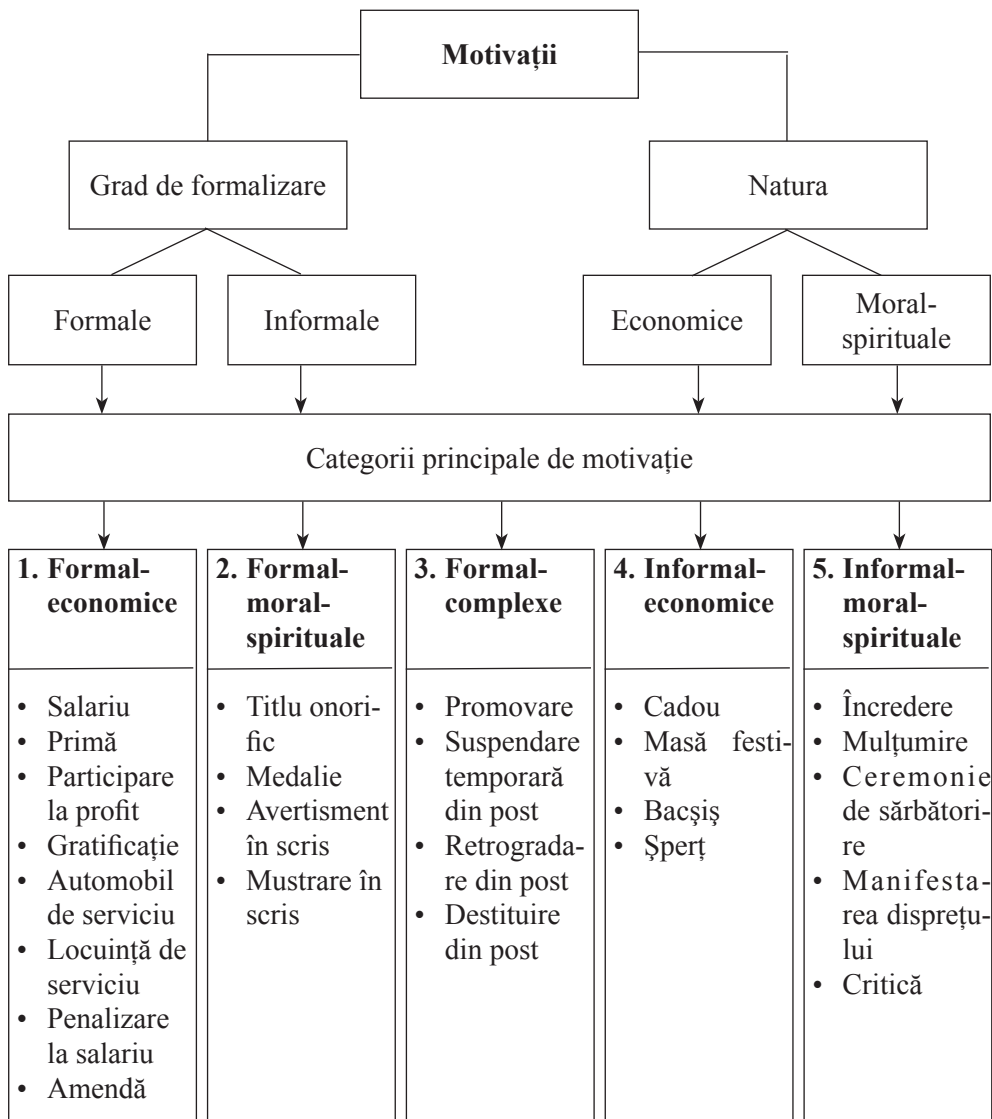 Motivații
Grad de formalizare
Natura
Formale
Informale
Economice
Moral-
spirituale
Categorii principale de motivație
1. Formal-
economice
2. Formal-
moral-
spirituale
3. Formal-
complexe
4. Informal-
economice
5. Informal-
moral-
spirituale
• Salariu
• Primă
• Participare
la profit
• Gratificație
• Automobil
de serviciu
• Locuință de
serviciu
• Penalizare
la salariu
• Amendă
• Titlu onori-
fic
• Medalie
• Avertisment
în scris
• Mustrare în
scris
• Promovare
• Suspendare
temporară
din post
• Retrograda-
re din post
• Destituire
din post
• Cadou
• Masă festi-
vă
• Bacşiş
• Şperț
• Încredere
• Mulțumire
• Ceremonie
de sărbători-
re
• Manifesta-
rea disprețu-
lui
• Critică